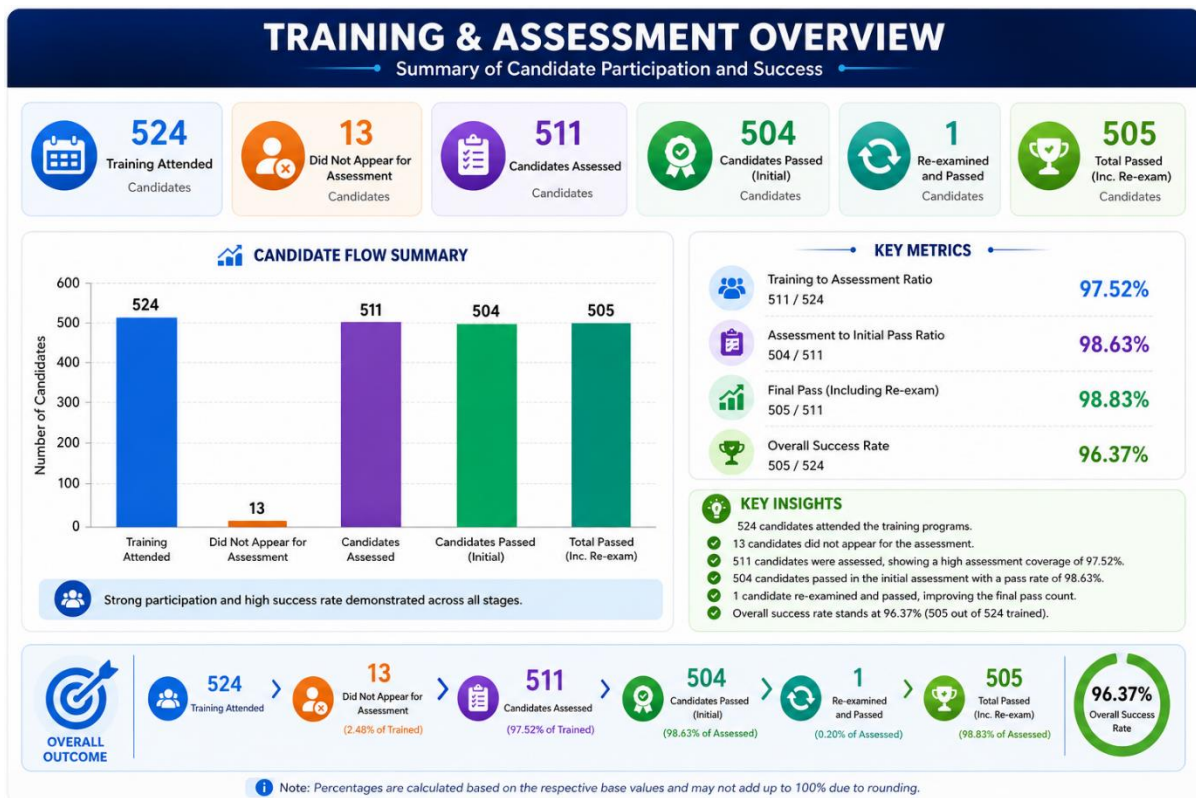 TRAINING & ASSESSMENT OVERVIEW
Summary of Candidate Participation and Success
524
Training Attended
Candidates
13
Did Not Appear for
Assessment
Candidates
511
Candidates Assessed
Candidates
504
Candidates Passed
(Initial)
Candidates
1
Re-examined
and Passed
Candidates
505
Total Passed
(Inc. Re-exam)
Candidates
CANDIDATE FLOW SUMMARY
Number of Candidates
600
500
400
300
200
100
0
524
13
511
504
505
Training
Attended
Did Not Appear for
Assessment
Candidates
Assessed
Candidates Passed
(Initial)
Total Passed
(Inc. Re-exam)
Strong participation and high success rate demonstrated across all stages.
KEY METRICS
Training to Assessment Ratio
511 / 524
97.52%
Assessment to Initial Pass Ratio
504 / 511
98.63%
Final Pass (Including Re-exam)
505 / 511
98.83%
Overall Success Rate
505 / 524
96.37%
KEY INSIGHTS
524 candidates attended the training programs.
13 candidates did not appear for the assessment.
511 candidates were assessed, showing a high assessment coverage of 97.52%.
504 candidates passed in the initial assessment with a pass rate of 98.63%.
1 candidate re-examined and passed, improving the final pass count.
Overall success rate stands at 96.37% (505 out of 524 trained).
OVERALL
OUTCOME
524
Training Attended
13
Did Not Appear for
Assessment
(2.48% of Trained)
511
Candidates Assessed
(97.52% of Trained)
504
Candidates Passed
(Initial)
(98.63% of Assessed)
1
Re-examined
and Passed
(0.20% of Assessed)
505
Total Passed
(Inc. Re-exam)
(98.83% of Assessed)
96.37%
Overall Success
Rate
Note: Percentages are calculated based on the respective base values and may not add up to 100% due to rounding.